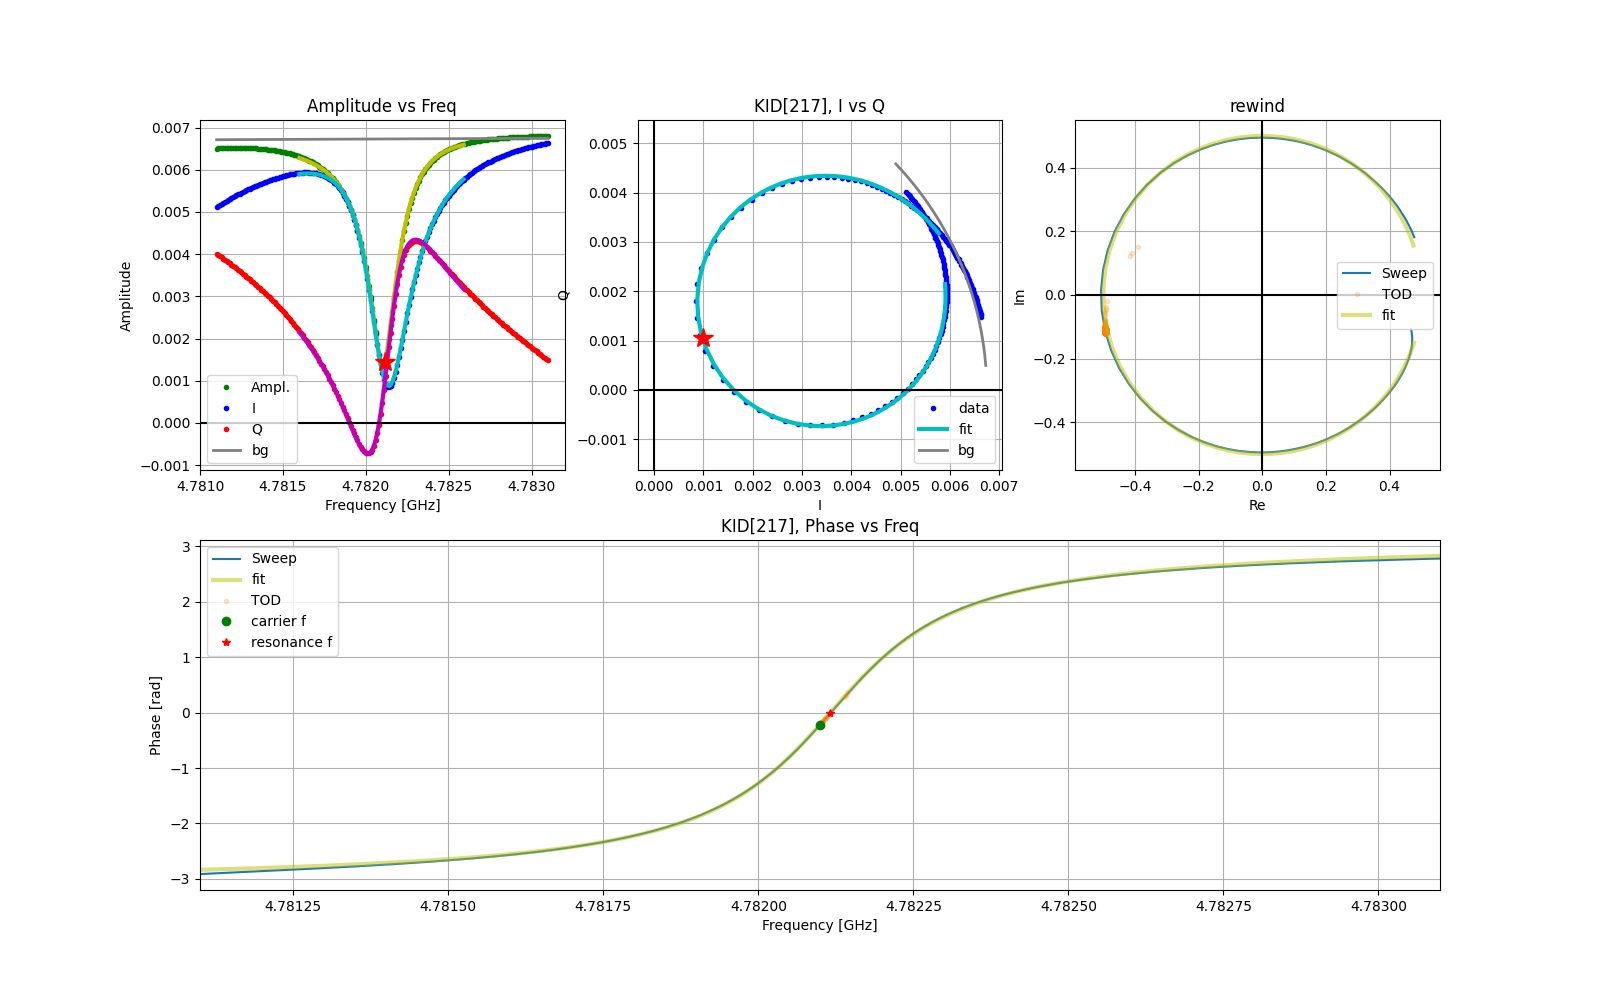 Amplitude vs Freq
Amplitude
0.007
0.006
0.005
0.004
0.003
0.002
0.001
0.000
−0.001
Ampl.
I
Q
bg
4.7810 4.7815 4.7820 4.7825 4.7830
Frequency [GHz]
KID[217], I vs Q
Q
0.005
0.004
0.003
0.002
0.001
0.000
−0.001
data
fit
bg
0.000 0.001 0.002 0.003 0.004 0.005 0.006 0.007
I
rewind
Im
0.4
0.2
0.0
−0.2
−0.4
Sweep
TOD
fit
−0.4 −0.2 0.0 0.2 0.4
Re
KID[217], Phase vs Freq
Phase [rad]
3
2
1
0
−1
−2
−3
Sweep
fit
TOD
carrier f
resonance f
4.78125 4.78150 4.78175 4.78200 4.78225 4.78250 4.78275 4.78300
Frequency [GHz]